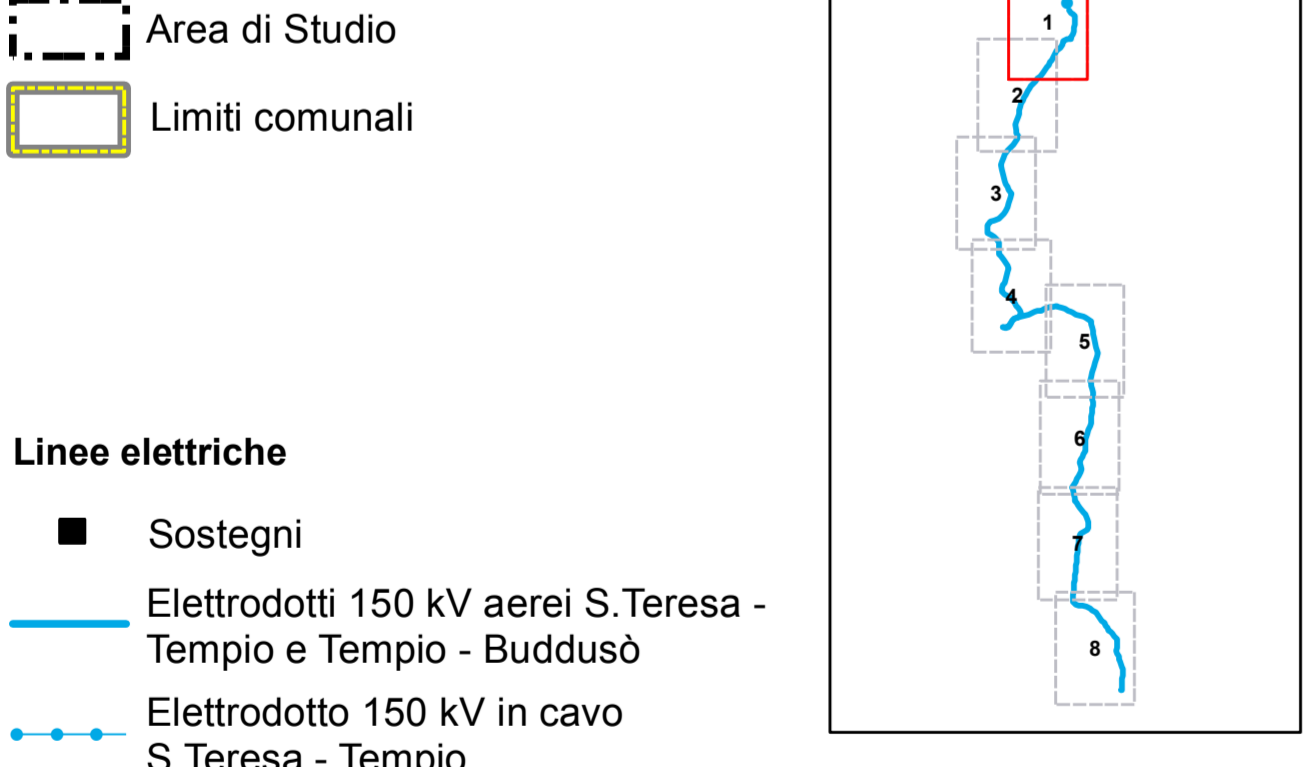 Area di Studio
Limiti comunali
Linee elettriche
Sostegni
Elettrodotti 150 kV aerei S.Teresa -
Tempio e Tempio - Buddusò
Elettrodotto 150 kV in cavo
S.Teresa - Tempio
1
2
3
4
5
6
7
8